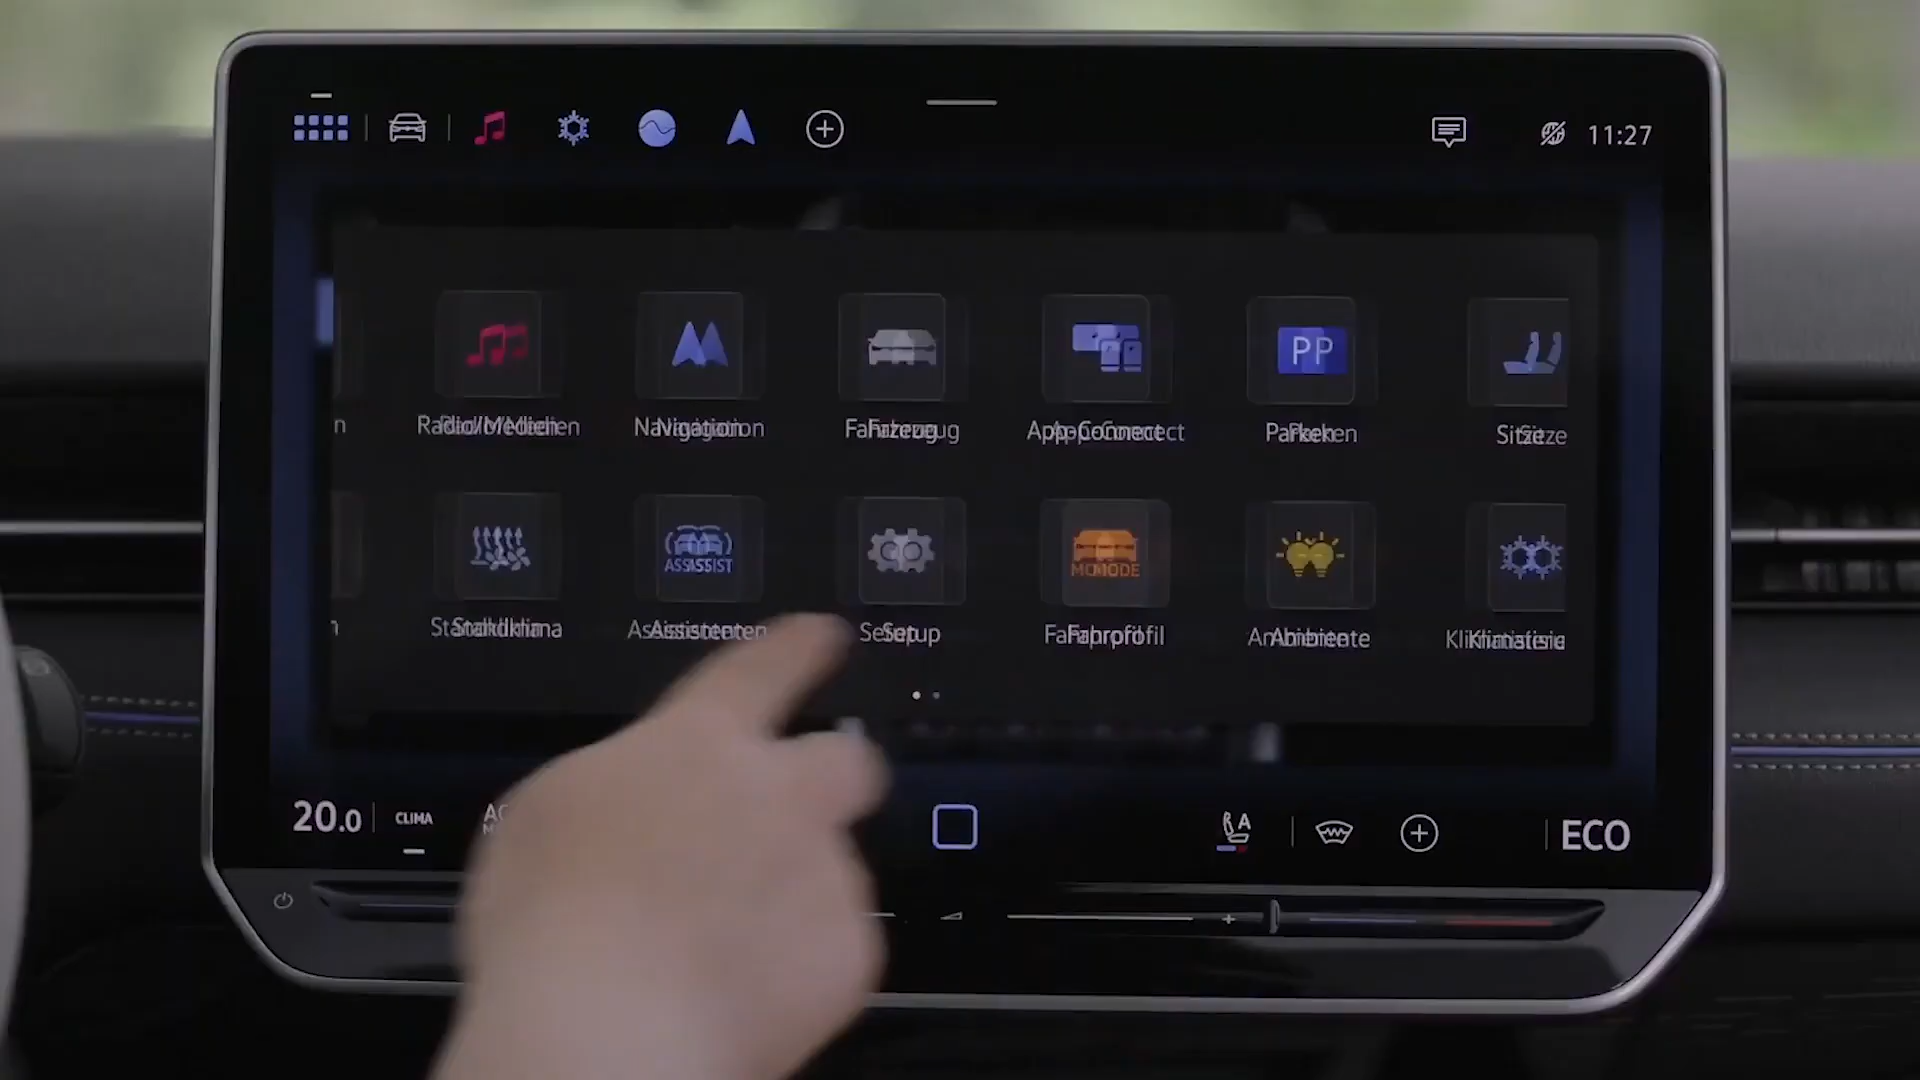 11:27
Radio/Medien Navigation Fahrzeug App-Connect Parken Sitze
ASSIST MODE
Standklima Assistenten Setup Fahrprofil Ambiente
20.0 CLIMA ECO